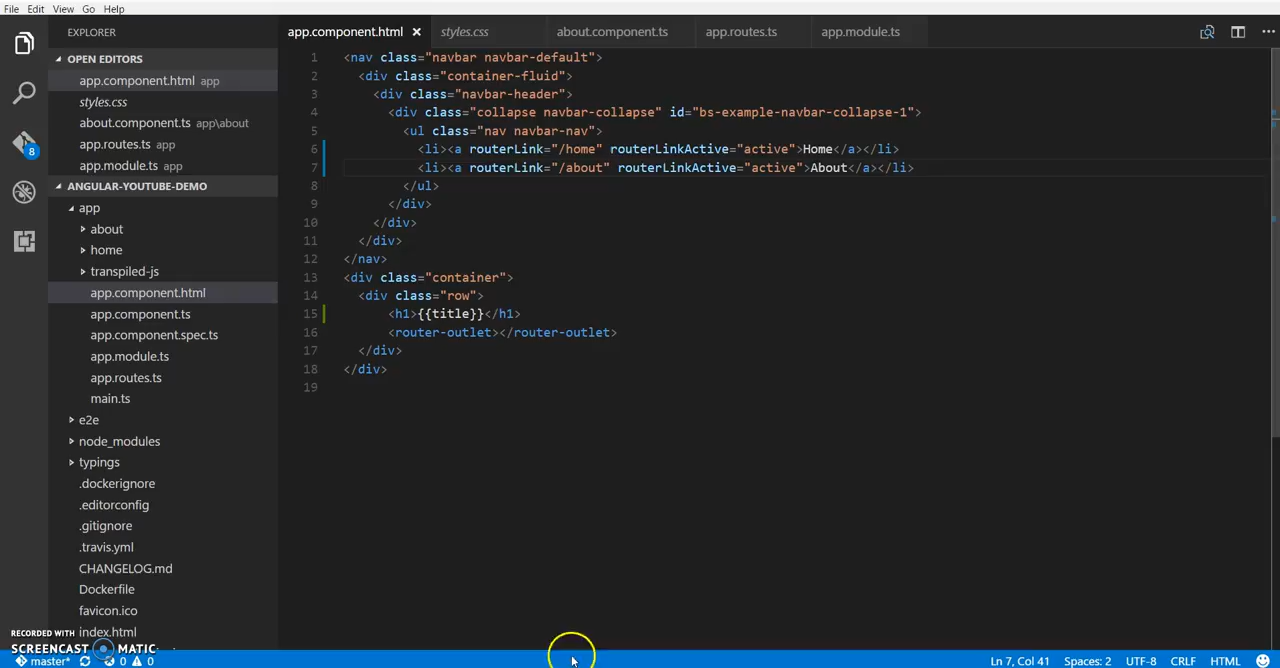 File Edit View Go Help
EXPLORER
app.component.html
styles.css
about.component.ts
app.routes.ts
app.module.ts
OPEN EDITORS
app.component.html app
styles.css
about.component.ts app\about
app.routes.ts app
app.module.ts app
ANGULAR-YOUTUBE-DEMO
app
about
home
transpiled-js
app.component.html
app.component.ts
app.component.spec.ts
app.module.ts
app.routes.ts
main.ts
e2e
node_modules
typings
.dockerignore
.editorconfig
.gitignore
.travis.yml
CHANGELOG.md
Dockerfile
favicon.ico
index.html
8
1 <nav class="navbar navbar-default">
2 <div class="container-fluid">
3 <div class="navbar-header">
4 <div class="collapse navbar-collapse" id="bs-example-navbar-collapse-1">
5 <ul class="nav navbar-nav">
6 <li><a routerLink="/home" routerLinkActive="active">Home</a></li>
7 <li><a routerLink="/about" routerLinkActive="active">About</a></li>
8 </ul>
9 </div>
10 </div>
11 </div>
12 </nav>
13 <div class="container">
14 <div class="row">
15 <h1>{{title}}</h1>
16 <router-outlet></router-outlet>
17 </div>
18 </div>
19
RECORDED WITH
SCREENCAST MATIC
master* 0 0
Ln 7, Col 41 Spaces: 2 UTF-8 CRLF HTML